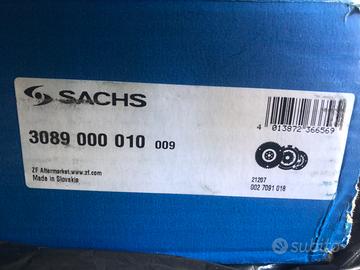 SACHS
4 013872 366569
3089 000 010 009
ZF Aftermarket.www.zf.com
Made in Slovakia
21207
002 7091 018
subito